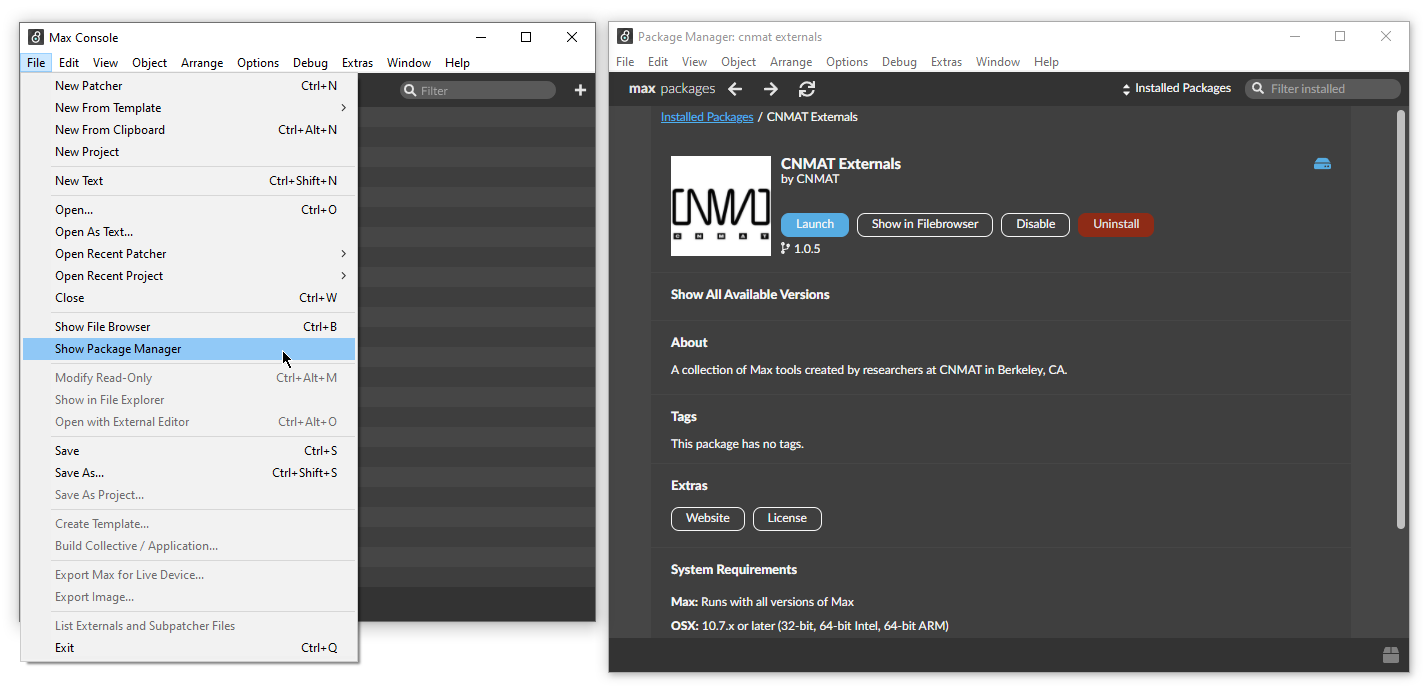 Max Console
File Edit View Object Arrange Options Debug Extras Window Help
Filter
New Patcher Ctrl+N
New From Template
New From Clipboard Ctrl+Alt+N
New Project
New Text Ctrl+Shift+N
Open... Ctrl+O
Open As Text...
Open Recent Patcher
Open Recent Project
Close Ctrl+W
Show File Browser Ctrl+B
Show Package Manager
Modify Read-Only Ctrl+Alt+M
Show in File Explorer
Open with External Editor Ctrl+Alt+O
Save Ctrl+S
Save As... Ctrl+Shift+S
Save As Project...
Create Template...
Build Collective / Application...
Export Max for Live Device...
Export Image...
List Externals and Subpatcher Files
Exit Ctrl+Q
Package Manager: cnmat externals
File Edit View Object Arrange Options Debug Extras Window Help
max packages Installed Packages Filter installed
Installed Packages / CNMAT Externals
CNMAT
CNMAT Externals
by CNMAT
Launch Show in Filebrowser Disable Uninstall
1.0.5
Show All Available Versions
About
A collection of Max tools created by researchers at CNMAT in Berkeley, CA.
Tags
This package has no tags.
Extras
Website License
System Requirements
Max: Runs with all versions of Max
OSX: 10.7.x or later (32-bit, 64-bit Intel, 64-bit ARM)